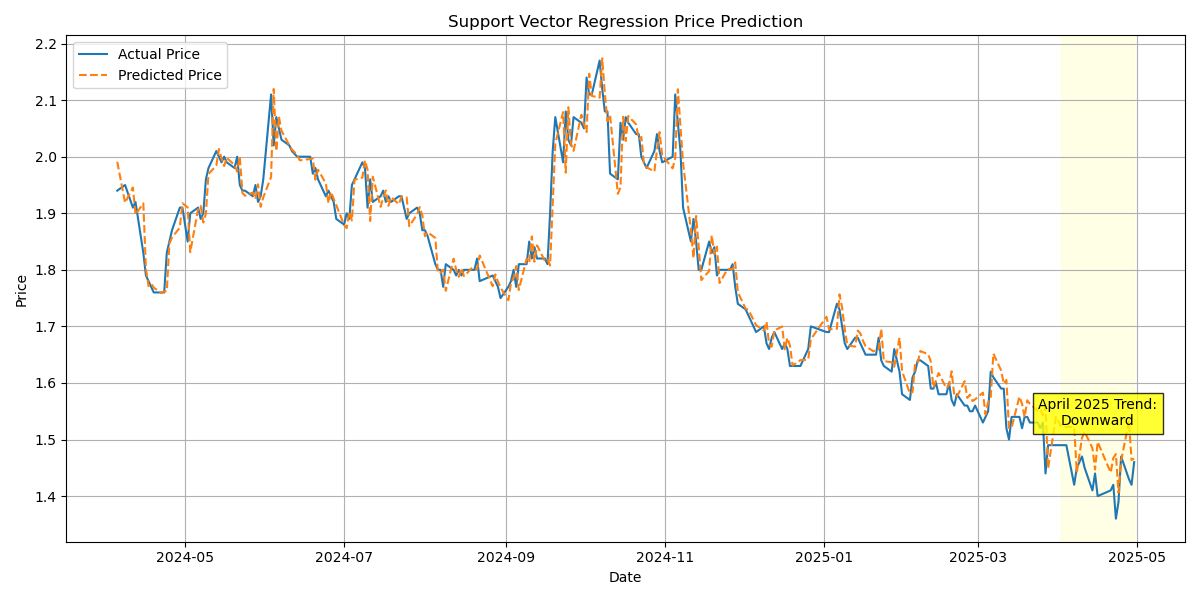 Support Vector Regression Price Prediction
Actual Price
Predicted Price
2.2
2.1
2.0
1.9
1.8
1.7
1.6
1.5
1.4
Price
April 2025 Trend:
Downward
2024-05 2024-07 2024-09 2024-11 2025-01 2025-03 2025-05
Date